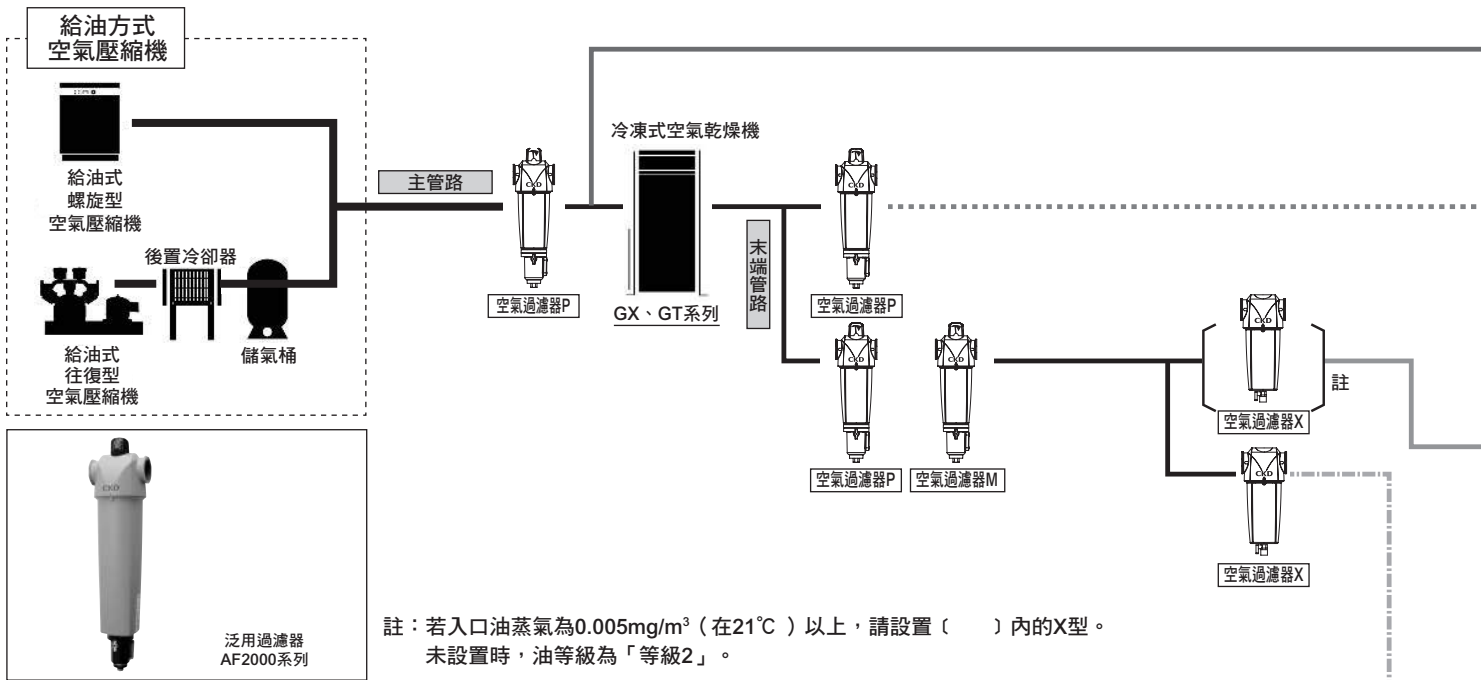 給油方式
空氣壓縮機
給油式
螺旋型
空氣壓縮機
後置冷卻器
儲氣桶
給油式
往復型
空氣壓縮機
主管路
CKD
空氣過濾器P
冷凍式空氣乾燥機
GX、GT系列
末端管路
CKD
空氣過濾器P
CKD
空氣過濾器P
CKD
空氣過濾器M
CKD
空氣過濾器X
註
CKD
空氣過濾器X
CKD
泛用過濾器
AF2000系列
註：若入口油蒸氣為0.005mg/m³（在21℃）以上，請設置〔　　〕內的X型。
未設置時，油等級為「等級2」。